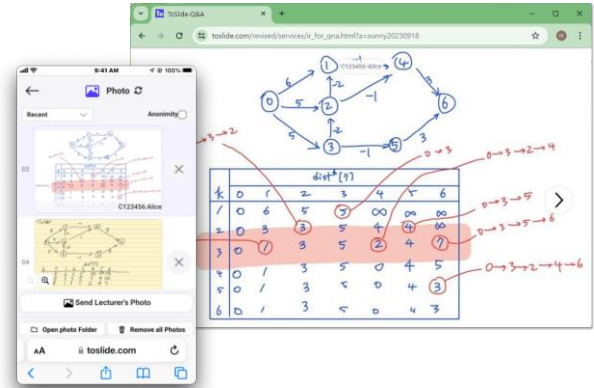 ToSlide-Q&A
toslide.com/revised/services/ir_for_qna.html?a=sunny20230918
9:41 AM
100%
Photo
Recent
Anonimity
03
C123456:Alice
04
Send Lecturer's Photo
Open photo Folder
Remove all Photos
AA
toslide.com
C123456:Alice
-1
1
4
6
-2
3
0
5
2
-1
6
5
-2
3
3
-1
5
→3→2
0→3
0→3→2→4
dist^k[7]
k 0 1 2 3 4 5 6
1 0 6 5 5 ∞ ∞ ∞
2 0 3 3 5 4 4 ∞
3 0 1 3 5 2 4 7
4 0 1 3 5 0 4 5
5 0 1 3 5 0 4 3
6 0 1 3 5 0 4 3
0→3→5
0→3→5→6
0→3→2→4→6